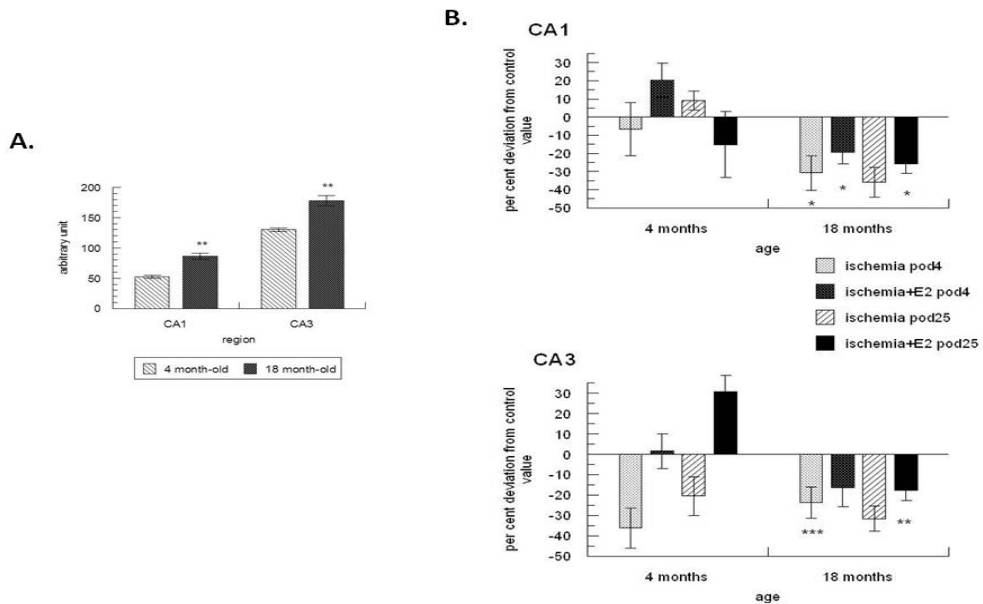 A.
arbitrary unit
200
150
100
50
0
**
**
CA1
CA3
region
4 month-old
18 month-old
B.
CA1
per cent deviation from control
value
30
20
10
0
-10
-20
-30
-40
-50
*
*
*
4 months
18 months
age
ischemia pod4
ischemia+E2 pod4
ischemia pod25
ischemia+E2 pod25
CA3
per cent deviation from control
value
30
20
10
0
-10
-20
-30
-40
-50
***
**
4 months
18 months
age